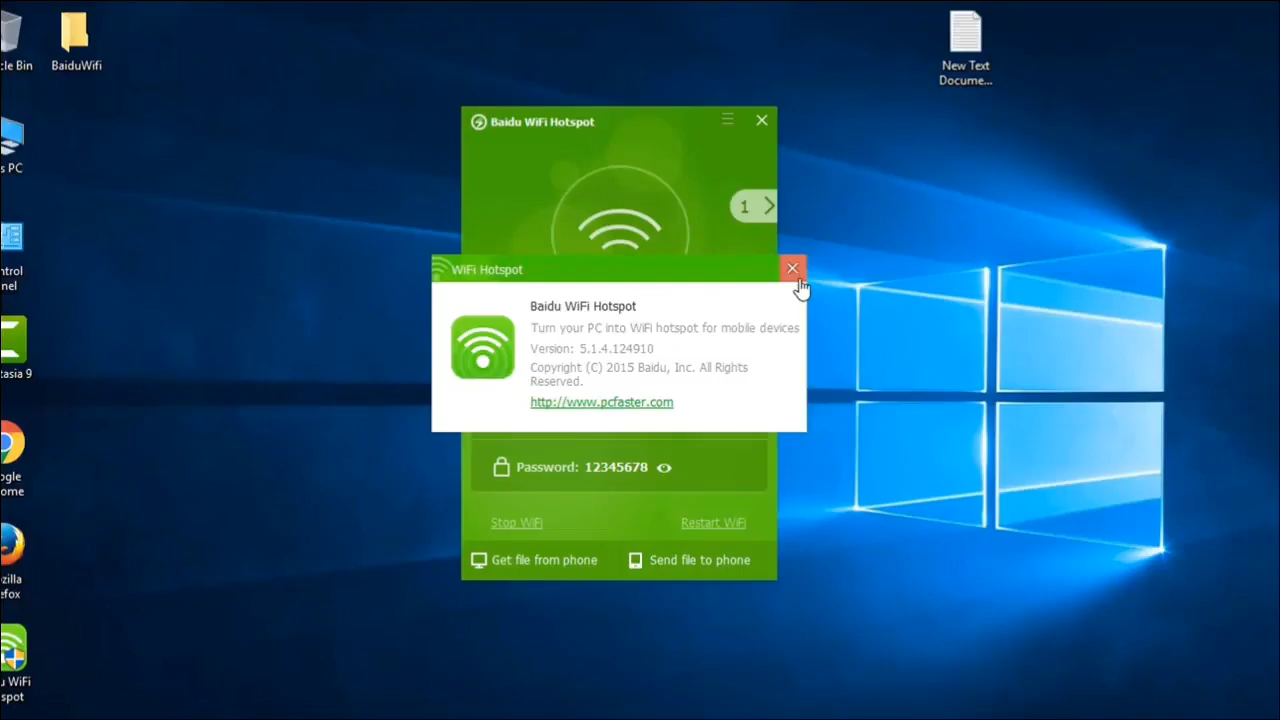 cle Bin
BaiduWifi
New Text
Docume...
s PC
ntrol
nel
tasia 9
ogle
ome
ozilla
efox
u WiFi
spot
Baidu WiFi Hotspot
1
WiFi Hotspot
Baidu WiFi Hotspot
Turn your PC into WiFi hotspot for mobile devices
Version: 5.1.4.124910
Copyright (C) 2015 Baidu, Inc. All Rights
Reserved.
http://www.pcfaster.com
Password: 12345678
Stop WiFi
Restart WiFi
Get file from phone
Send file to phone